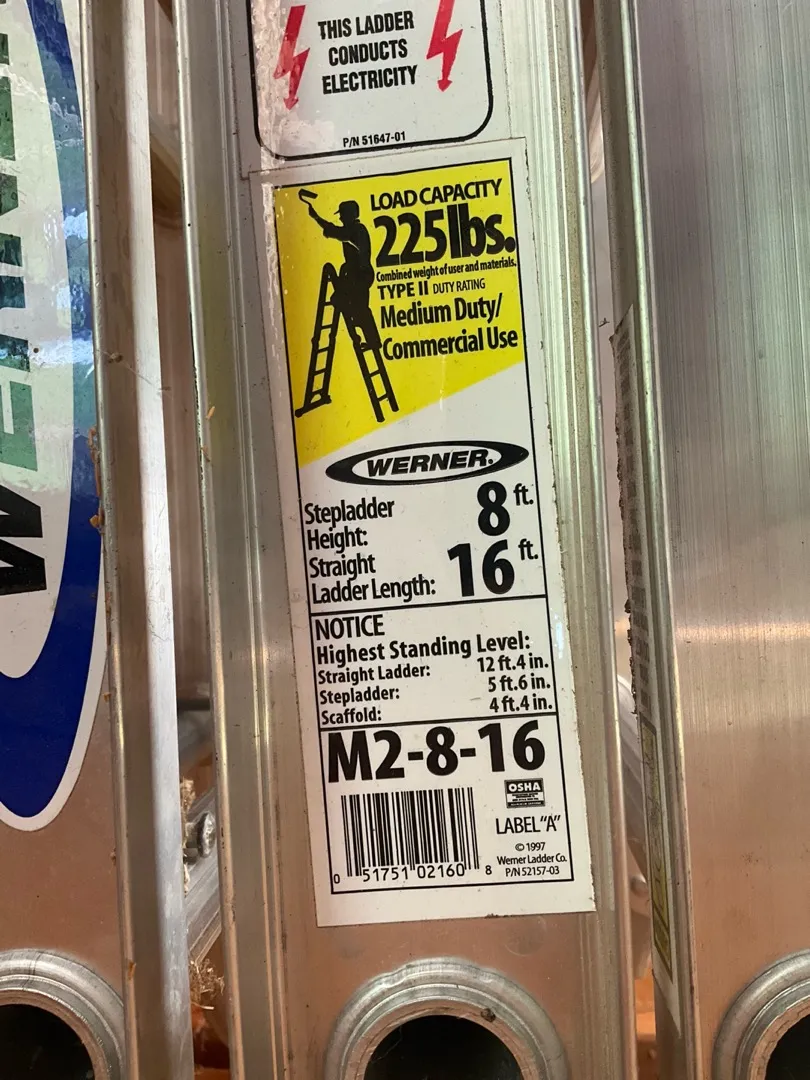 WERNER
THIS LADDER
CONDUCTS
ELECTRICITY
P/N 51647-01
LOAD CAPACITY
225 lbs.
Combined weight of user and materials.
TYPE II DUTY RATING
Medium Duty/
Commercial Use
WERNER.
Stepladder
Height: 8 ft.
Straight
Ladder Length: 16 ft.
NOTICE
Highest Standing Level:
Straight Ladder: 12 ft. 4 in.
Stepladder: 5 ft. 6 in.
Scaffold: 4 ft. 4 in.
M2-8-16
OSHA
LABEL "A"
© 1997
Werner Ladder Co.
P/N 52157-03
0 51751 02160 8